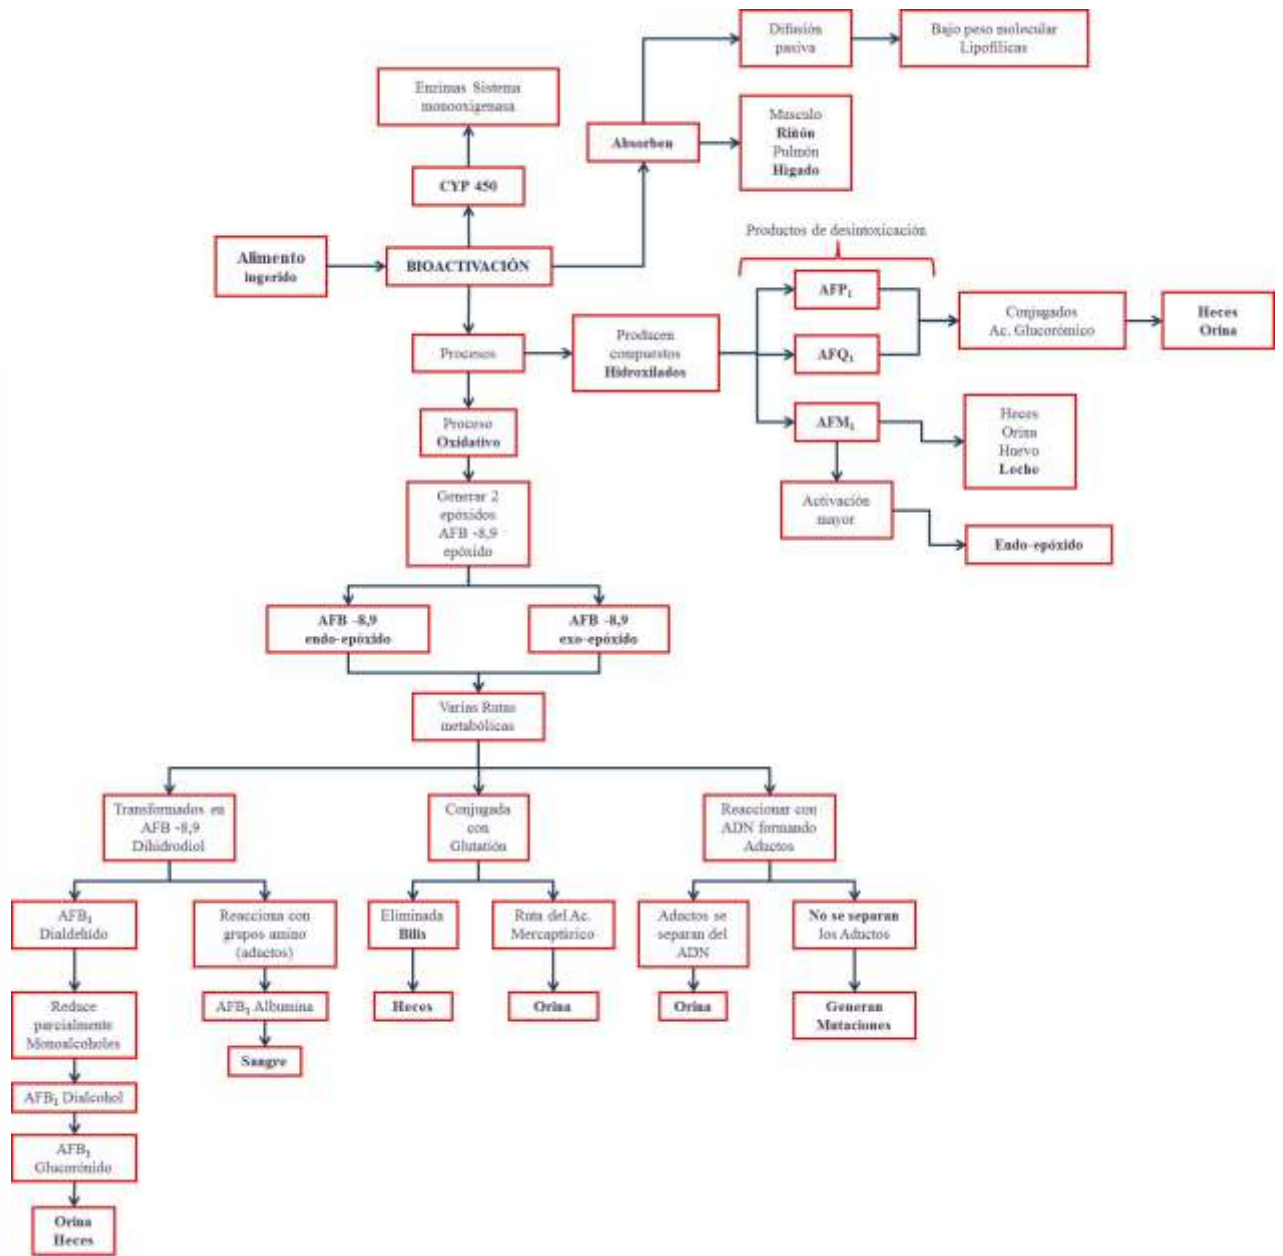 Difusión
pasiva
Bajo peso molecular
Lipofílicas
Enzimas Sistema
monooxigenasa
Absorben
Musculo
Riñón
Pulmón
Hígado
CYP 450
Alimento
ingerido
BIOACTIVACIÓN
Productos de desintoxicación
AFP₁
AFQ₁
AFM₁
Conjugados
Ac. Glucorómico
Heces
Orina
Procesos
Producen
compuestos
Hidroxilados
Heces
Orina
Huevo
Leche
Activación
mayor
Endo-epóxido
Proceso
Oxidativo
Generar 2
epóxidos
AFB -8,9
epóxido
AFB -8,9
endo-epóxido
AFB -8,9
exo-epóxido
Varias Rutas
metabólicas
Transformados en
AFB -8,9
Dihidrodiol
Conjugada
con
Glutatión
Reaccionar con
ADN formando
Aductos
AFB₁
Dialdehido
Reacciona con
grupos amino
(aductos)
Eliminada
Bilis
Ruta del Ac.
Mercaptúrico
Aductos se
separan del
ADN
No se separan
los Aductos
Reduce
parcialmente
Monoalcoholes
AFB₁ Albumina
Heces
Orina
Orina
Generan
Mutaciones
Sangre
AFB₁ Dialcohol
AFB₁
Glucorónido
Orina
Heces